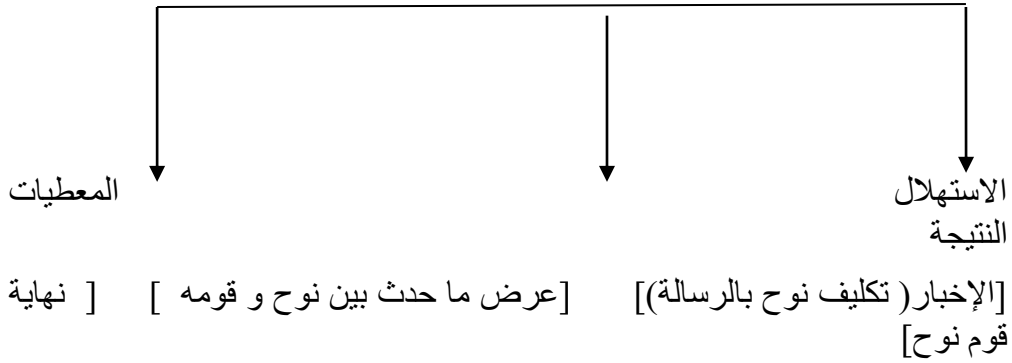 الاستهلال المعطيات
النتيجة
[الإخبار( تكليف نوح بالرسالة)] [عرض ما حدث بين نوح و قومه ] [ نهاية
قوم نوح]